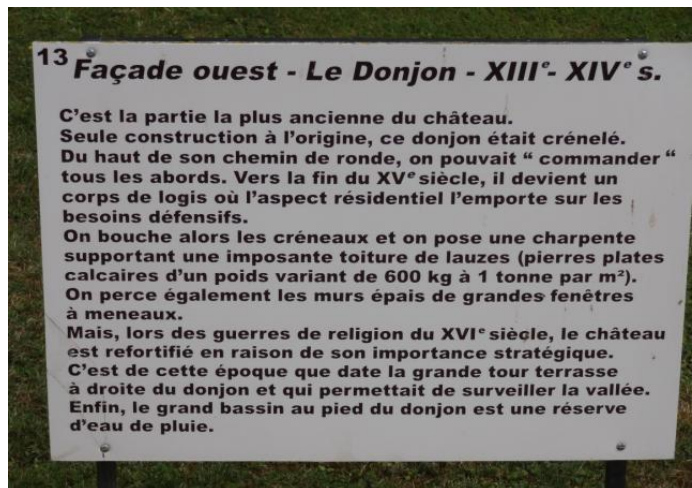 13 Façade ouest - Le Donjon - XIIIᵉ- XIVᵉ s.
C'est la partie la plus ancienne du château.
Seule construction à l'origine, ce donjon était crénelé.
Du haut de son chemin de ronde, on pouvait “ commander “
tous les abords. Vers la fin du XVᵉ siècle, il devient un
corps de logis où l'aspect résidentiel l'emporte sur les
besoins défensifs.
On bouche alors les créneaux et on pose une charpente
supportant une imposante toiture de lauzes (pierres plates
calcaires d'un poids variant de 600 kg à 1 tonne par m²).
On perce également les murs épais de grandes fenêtres
à meneaux.
Mais, lors des guerres de religion du XVIᵉ siècle, le château
est refortifié en raison de son importance stratégique.
C'est de cette époque que date la grande tour terrasse
à droite du donjon et qui permettait de surveiller la vallée.
Enfin, le grand bassin au pied du donjon est une réserve
d'eau de pluie.